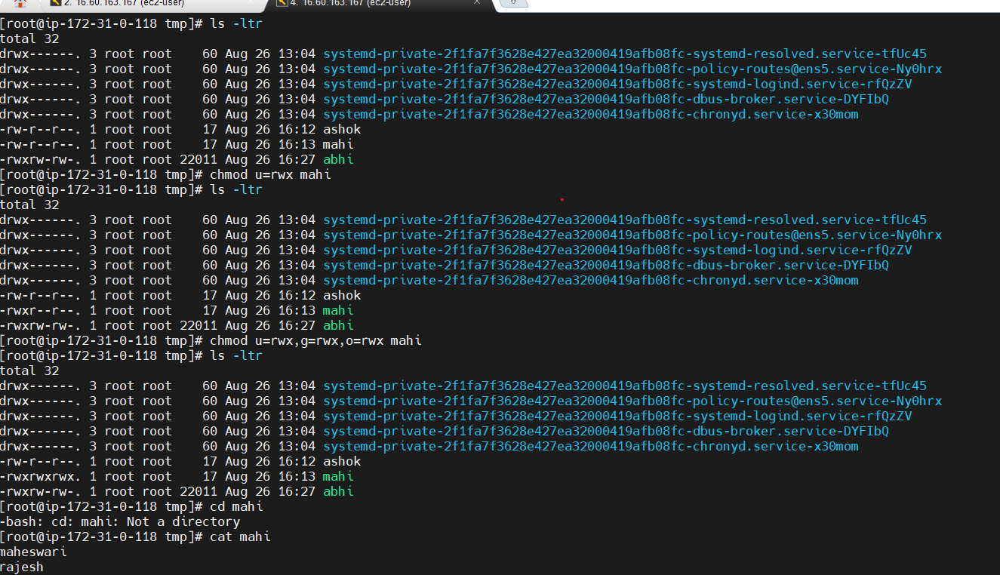 2. 16.60.163.167 (ec2-user)
4. 16.60.163.167 (ec2-user)
[root@ip-172-31-0-118 tmp]# ls -ltr
total 32
drwx------. 3 root root    60 Aug 26 13:04 systemd-private-2f1fa7f3628e427ea32000419afb08fc-systemd-resolved.service-tfUc45
drwx------. 3 root root    60 Aug 26 13:04 systemd-private-2f1fa7f3628e427ea32000419afb08fc-policy-routes@ens5.service-Ny0hrx
drwx------. 3 root root    60 Aug 26 13:04 systemd-private-2f1fa7f3628e427ea32000419afb08fc-systemd-logind.service-rfQzZV
drwx------. 3 root root    60 Aug 26 13:04 systemd-private-2f1fa7f3628e427ea32000419afb08fc-dbus-broker.service-DYFIbQ
drwx------. 3 root root    60 Aug 26 13:04 systemd-private-2f1fa7f3628e427ea32000419afb08fc-chronyd.service-x30mom
-rw-r--r--. 1 root root    17 Aug 26 16:12 ashok
-rw-r--r--. 1 root root    17 Aug 26 16:13 mahi
-rwxrw-rw-. 1 root root 22011 Aug 26 16:27 abhi
[root@ip-172-31-0-118 tmp]# chmod u=rwx mahi
[root@ip-172-31-0-118 tmp]# ls -ltr
total 32
drwx------. 3 root root    60 Aug 26 13:04 systemd-private-2f1fa7f3628e427ea32000419afb08fc-systemd-resolved.service-tfUc45
drwx------. 3 root root    60 Aug 26 13:04 systemd-private-2f1fa7f3628e427ea32000419afb08fc-policy-routes@ens5.service-Ny0hrx
drwx------. 3 root root    60 Aug 26 13:04 systemd-private-2f1fa7f3628e427ea32000419afb08fc-systemd-logind.service-rfQzZV
drwx------. 3 root root    60 Aug 26 13:04 systemd-private-2f1fa7f3628e427ea32000419afb08fc-dbus-broker.service-DYFIbQ
drwx------. 3 root root    60 Aug 26 13:04 systemd-private-2f1fa7f3628e427ea32000419afb08fc-chronyd.service-x30mom
-rw-r--r--. 1 root root    17 Aug 26 16:12 ashok
-rwxr--r--. 1 root root    17 Aug 26 16:13 mahi
-rwxrw-rw-. 1 root root 22011 Aug 26 16:27 abhi
[root@ip-172-31-0-118 tmp]# chmod u=rwx,g=rwx,o=rwx mahi
[root@ip-172-31-0-118 tmp]# ls -ltr
total 32
drwx------. 3 root root    60 Aug 26 13:04 systemd-private-2f1fa7f3628e427ea32000419afb08fc-systemd-resolved.service-tfUc45
drwx------. 3 root root    60 Aug 26 13:04 systemd-private-2f1fa7f3628e427ea32000419afb08fc-policy-routes@ens5.service-Ny0hrx
drwx------. 3 root root    60 Aug 26 13:04 systemd-private-2f1fa7f3628e427ea32000419afb08fc-systemd-logind.service-rfQzZV
drwx------. 3 root root    60 Aug 26 13:04 systemd-private-2f1fa7f3628e427ea32000419afb08fc-dbus-broker.service-DYFIbQ
drwx------. 3 root root    60 Aug 26 13:04 systemd-private-2f1fa7f3628e427ea32000419afb08fc-chronyd.service-x30mom
-rw-r--r--. 1 root root    17 Aug 26 16:12 ashok
-rwxrwxrwx. 1 root root    17 Aug 26 16:13 mahi
-rwxrw-rw-. 1 root root 22011 Aug 26 16:27 abhi
[root@ip-172-31-0-118 tmp]# cd mahi
-bash: cd: mahi: Not a directory
[root@ip-172-31-0-118 tmp]# cat mahi
maheswari
rajesh